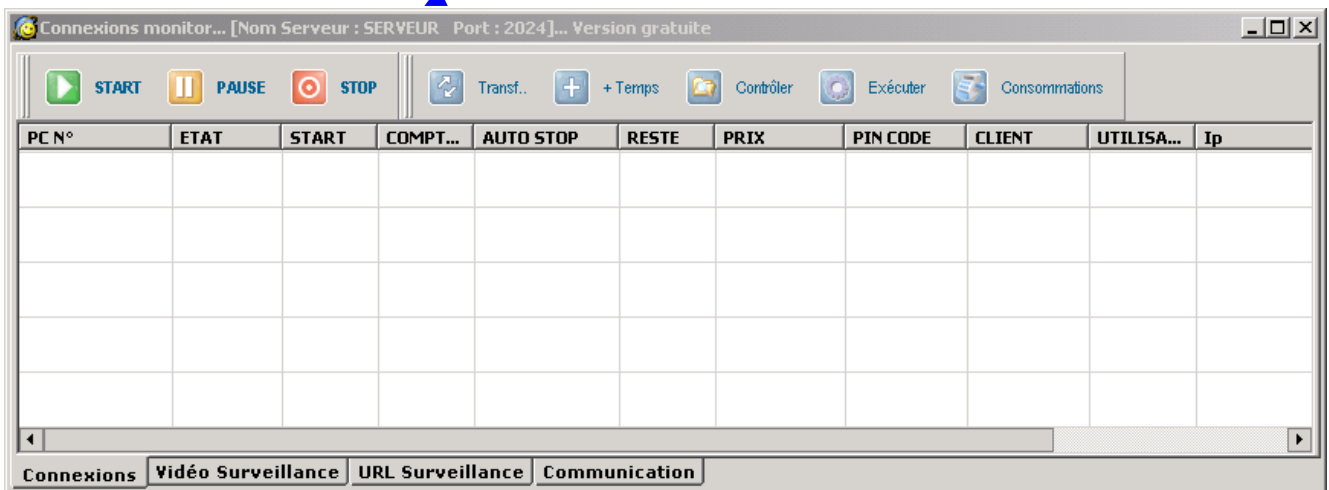 Connexions monitor... [Nom Serveur : SERVEUR Port : 2024]... Version gratuite
START PAUSE STOP Transf.. + Temps Contrôler Exécuter Consommations
PC N° ETAT START COMPT... AUTO STOP RESTE PRIX PIN CODE CLIENT UTILISA... Ip
Connexions Vidéo Surveillance URL Surveillance Communication